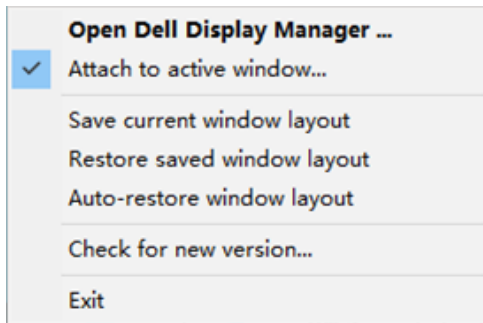 Open Dell Display Manager ...
Attach to active window...
Save current window layout
Restore saved window layout
Auto-restore window layout
Check for new version...
Exit